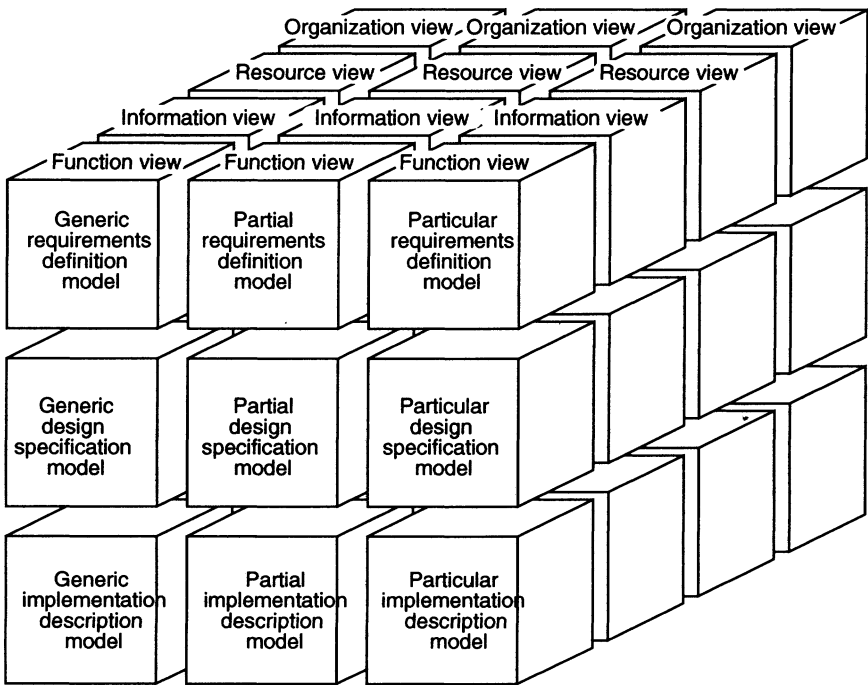 Organization view Organization view Organization view
Resource view Resource view Resource view
Information view Information view Information view
Function view Function view Function view
Generic
requirements
definition
model
Partial
requirements
definition
model
Particular
requirements
definition
model
Generic
design
specification
model
Partial
design
specification
model
Particular
design
specification
model
Generic
implementation
description
model
Partial
implementation
description
model
Particular
implementation
description
model